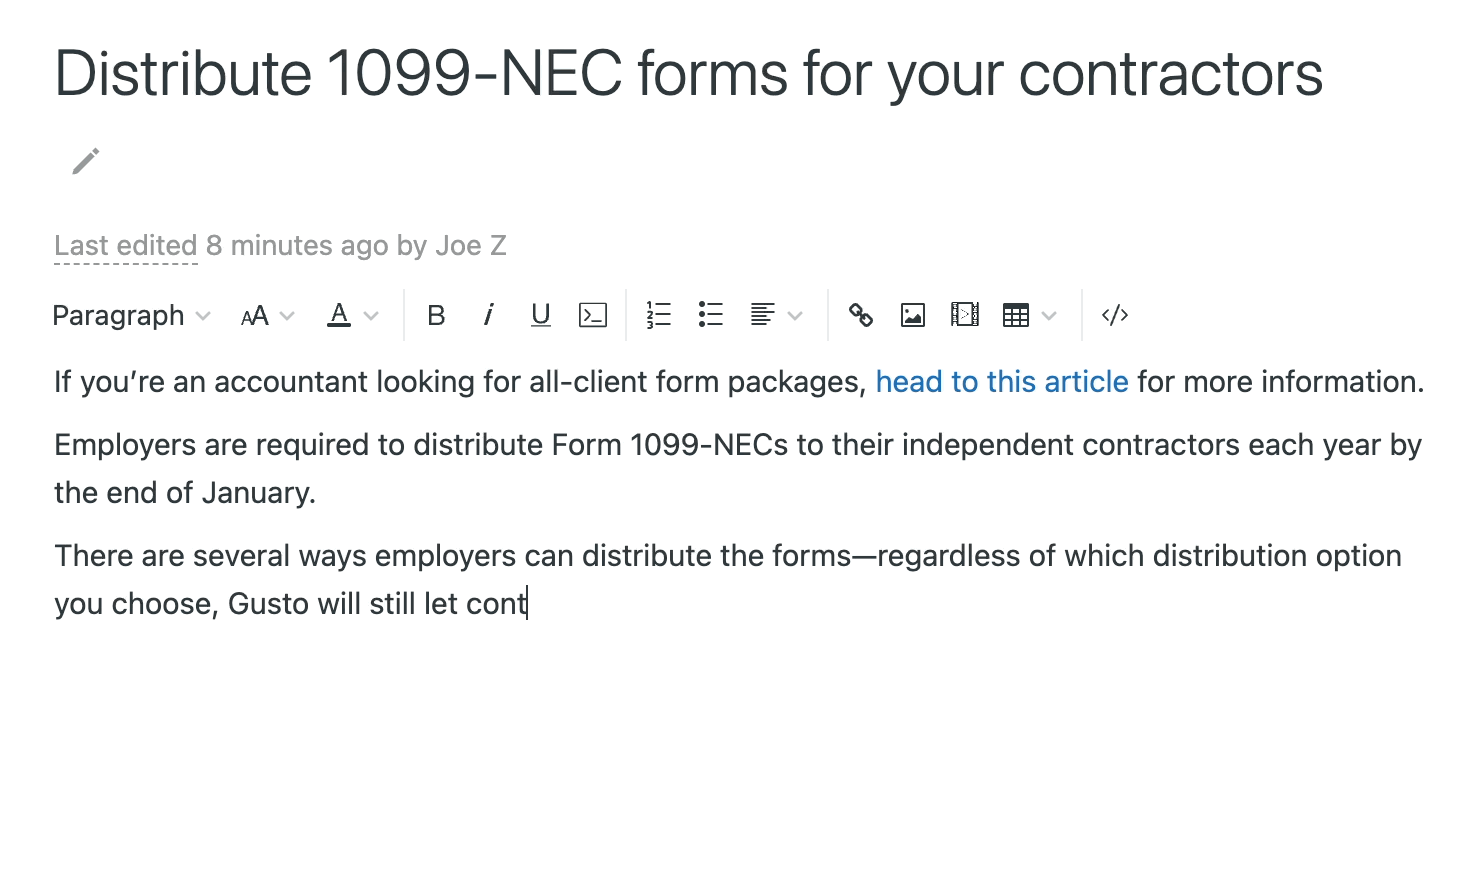 Distribute 1099-NEC forms for your contractors
Last edited 8 minutes ago by Joe Z
Paragraph AA A B i U 1 2 3 </>
If you’re an accountant looking for all-client form packages, head to this article for more information.
Employers are required to distribute Form 1099-NECs to their independent contractors each year by
the end of January.
There are several ways employers can distribute the forms—regardless of which distribution option
you choose, Gusto will still let cont